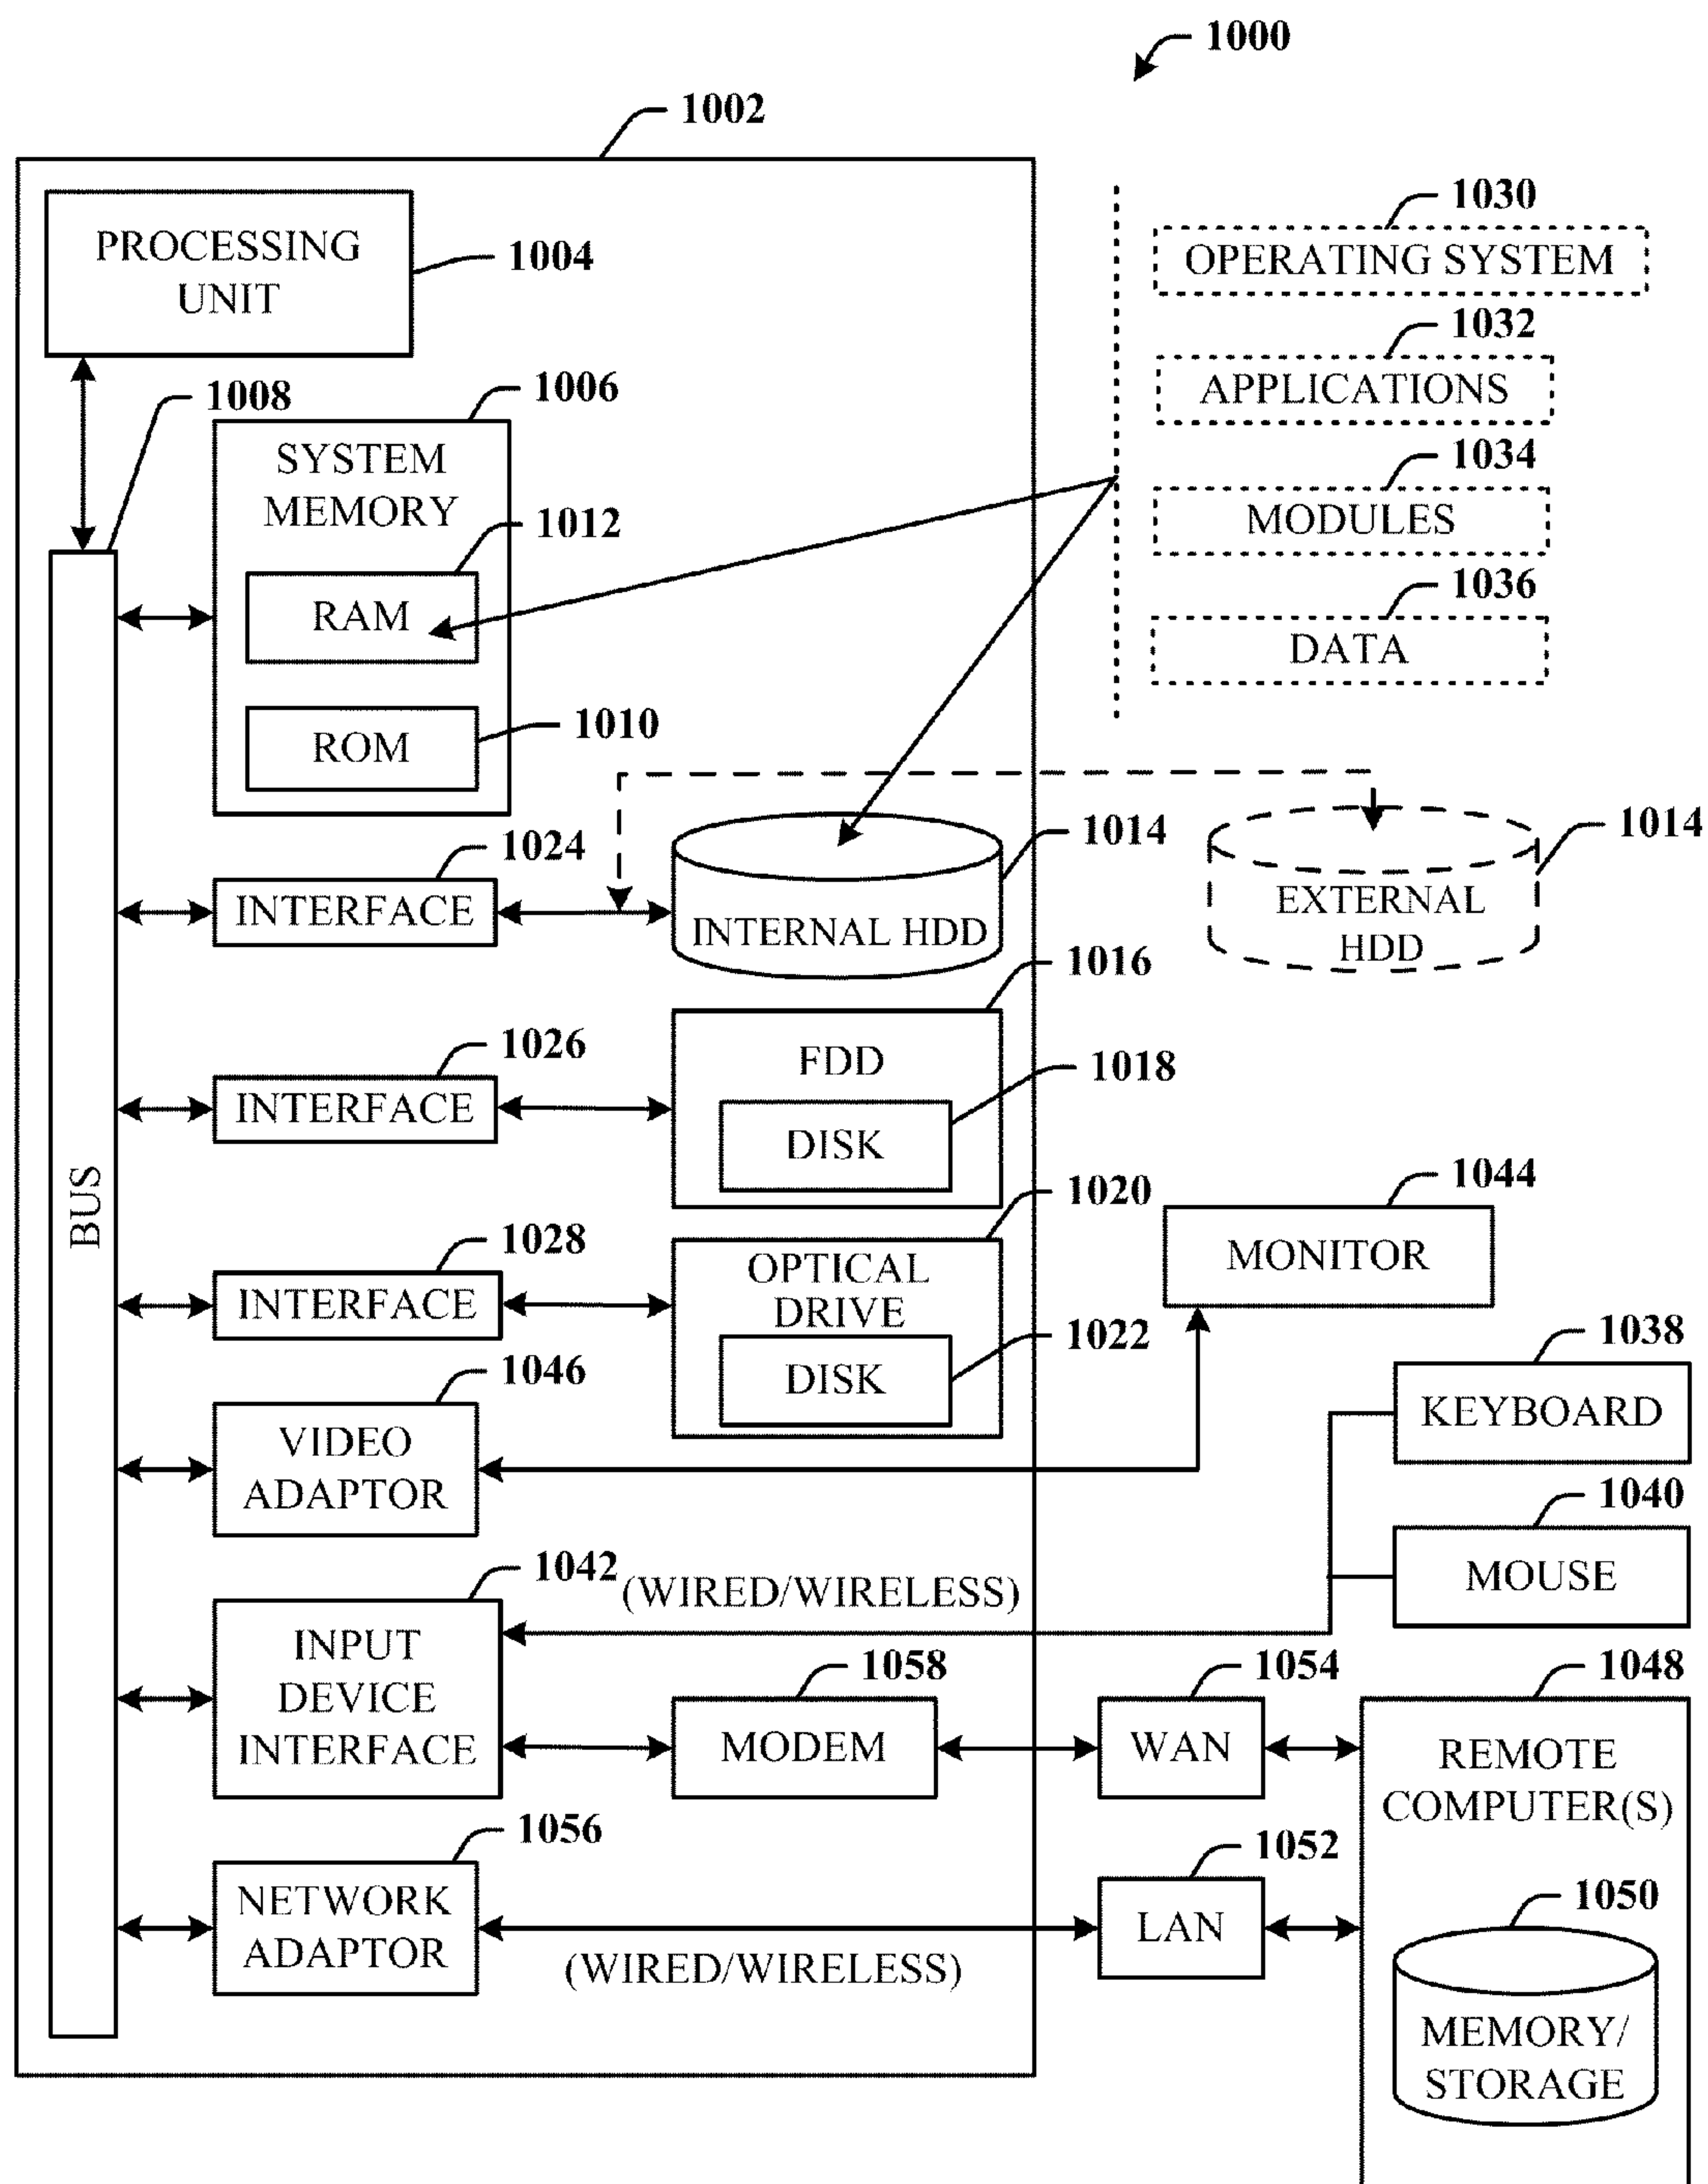 1000
1002
PROCESSING
UNIT
1004
1030
OPERATING SYSTEM
1032
APPLICATIONS
1034
MODULES
1036
DATA
1008
1006
SYSTEM
MEMORY
1012
RAM
1010
ROM
1024
INTERFACE
1014
INTERNAL HDD
1014
EXTERNAL
HDD
1016
FDD
1018
DISK
1026
INTERFACE
BUS
1020
OPTICAL
DRIVE
1022
DISK
1028
INTERFACE
1044
MONITOR
1046
VIDEO
ADAPTOR
1038
KEYBOARD
1040
MOUSE
1042
(WIRED/WIRELESS)
INPUT
DEVICE
INTERFACE
1058
MODEM
1054
WAN
1048
REMOTE
COMPUTER(S)
1056
NETWORK
ADAPTOR
(WIRED/WIRELESS)
1052
LAN
1050
MEMORY/
STORAGE